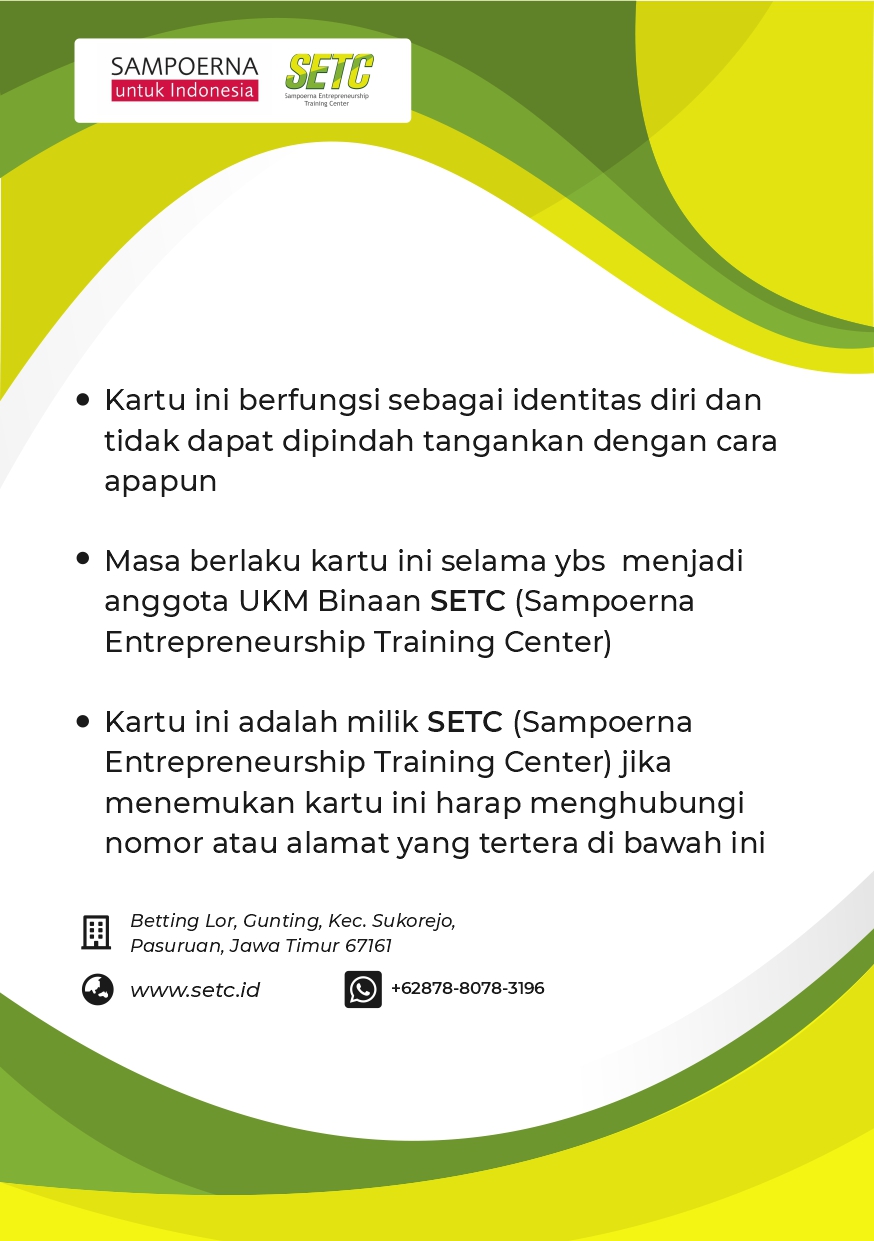 SAMPOERNA
untuk Indonesia
SETC
Sampoerna Entrepreneurship
Training Center
• Kartu ini berfungsi sebagai identitas diri dan
tidak dapat dipindah tangankan dengan cara
apapun
• Masa berlaku kartu ini selama ybs  menjadi
anggota UKM Binaan SETC (Sampoerna
Entrepreneurship Training Center)
• Kartu ini adalah milik SETC (Sampoerna
Entrepreneurship Training Center) jika
menemukan kartu ini harap menghubungi
nomor atau alamat yang tertera di bawah ini
Betting Lor, Gunting, Kec. Sukorejo,
Pasuruan, Jawa Timur 67161
www.setc.id
+62878-8078-3196